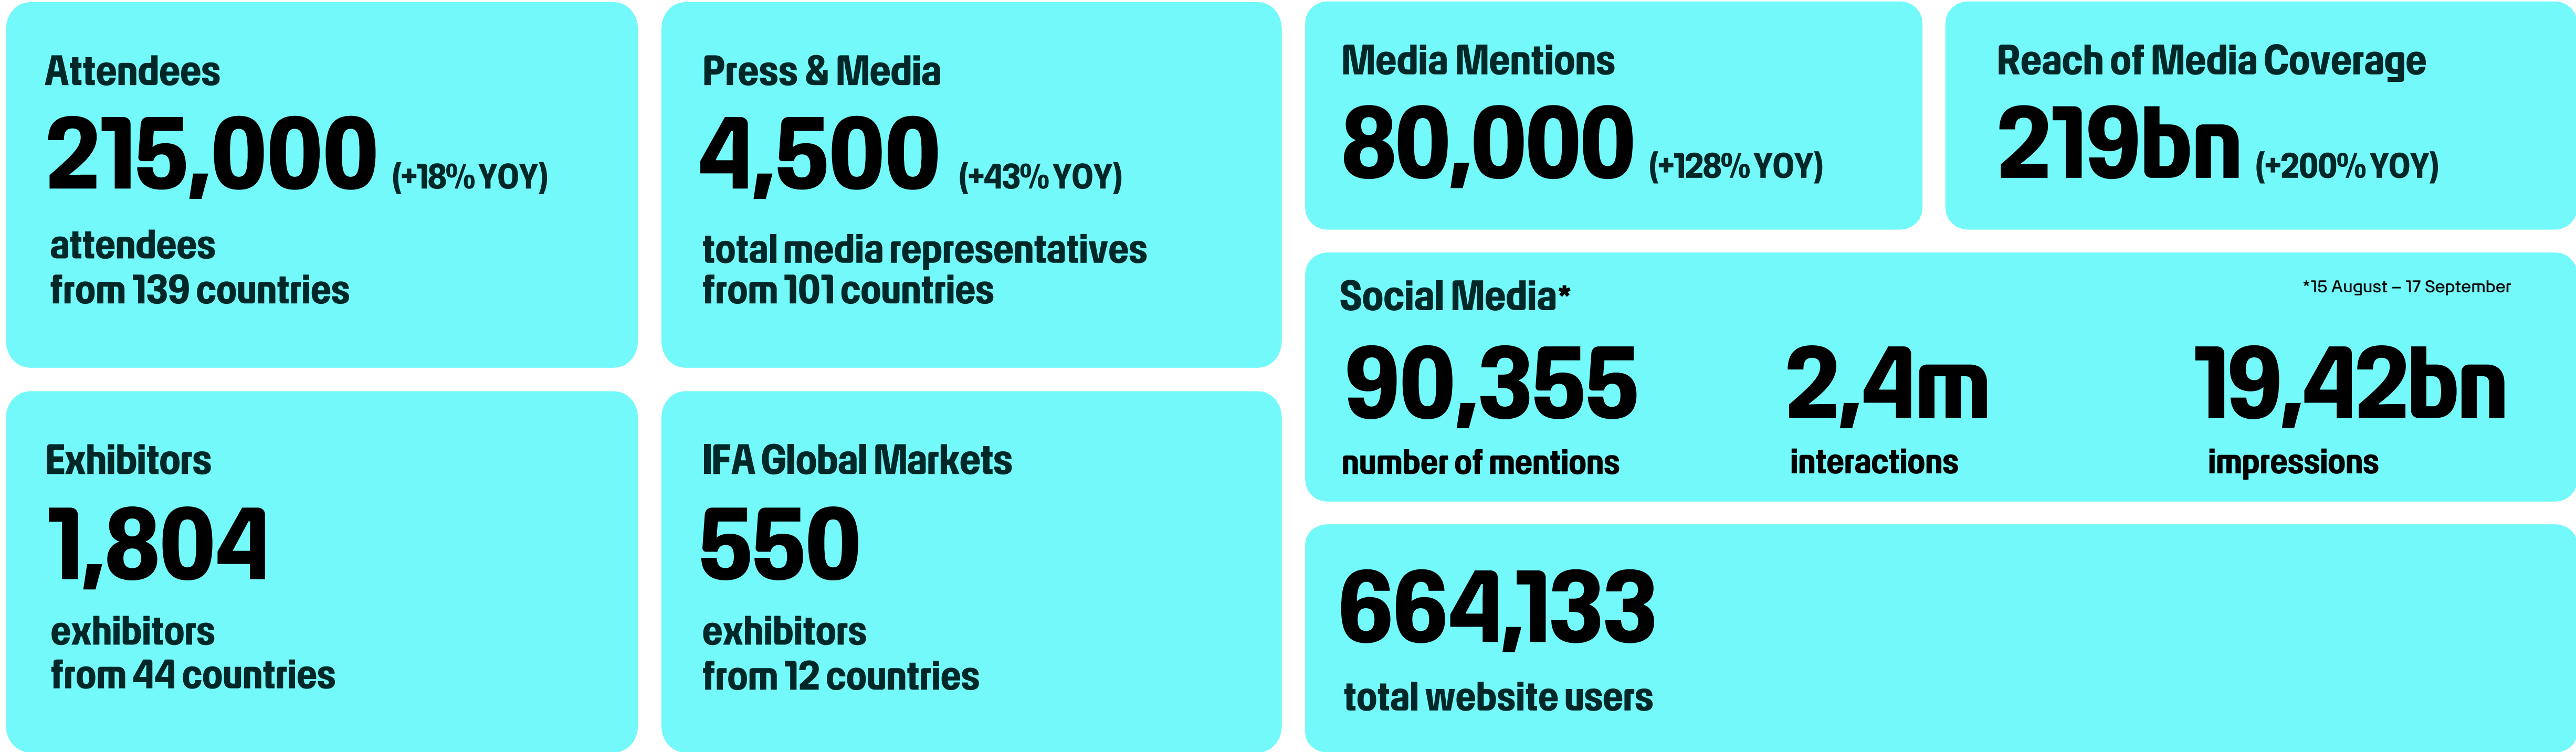 Attendees
215,000 (+18% YOY)
attendees
from 139 countries
Press & Media
4,500 (+43% YOY)
total media representatives
from 101 countries
Media Mentions
80,000 (+128% YOY)
Reach of Media Coverage
219bn (+200% YOY)
Social Media*
*15 August – 17 September
90,355
number of mentions
2,4m
interactions
19,42bn
impressions
Exhibitors
1,804
exhibitors
from 44 countries
IFA Global Markets
550
exhibitors
from 12 countries
664,133
total website users